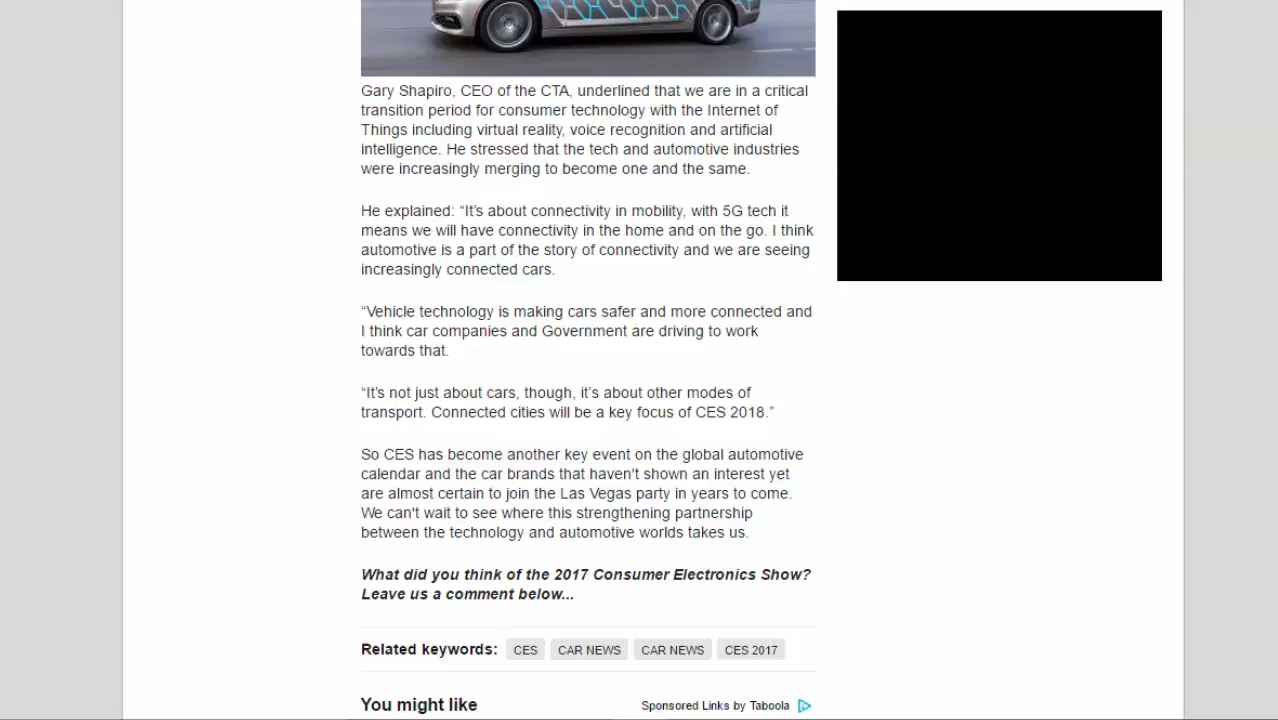 Gary Shapiro, CEO of the CTA, underlined that we are in a critical
transition period for consumer technology with the Internet of
Things including virtual reality, voice recognition and artificial
intelligence. He stressed that the tech and automotive industries
were increasingly merging to become one and the same.
He explained: “It’s about connectivity in mobility, with 5G tech it
means we will have connectivity in the home and on the go. I think
automotive is a part of the story of connectivity and we are seeing
increasingly connected cars.
“Vehicle technology is making cars safer and more connected and
I think car companies and Government are driving to work
towards that.
“It’s not just about cars, though, it’s about other modes of
transport. Connected cities will be a key focus of CES 2018.”
So CES has become another key event on the global automotive
calendar and the car brands that haven't shown an interest yet
are almost certain to join the Las Vegas party in years to come.
We can't wait to see where this strengthening partnership
between the technology and automotive worlds takes us.
What did you think of the 2017 Consumer Electronics Show?
Leave us a comment below...
Related keywords: CES CAR NEWS CAR NEWS CES 2017
You might like Sponsored Links by Taboola